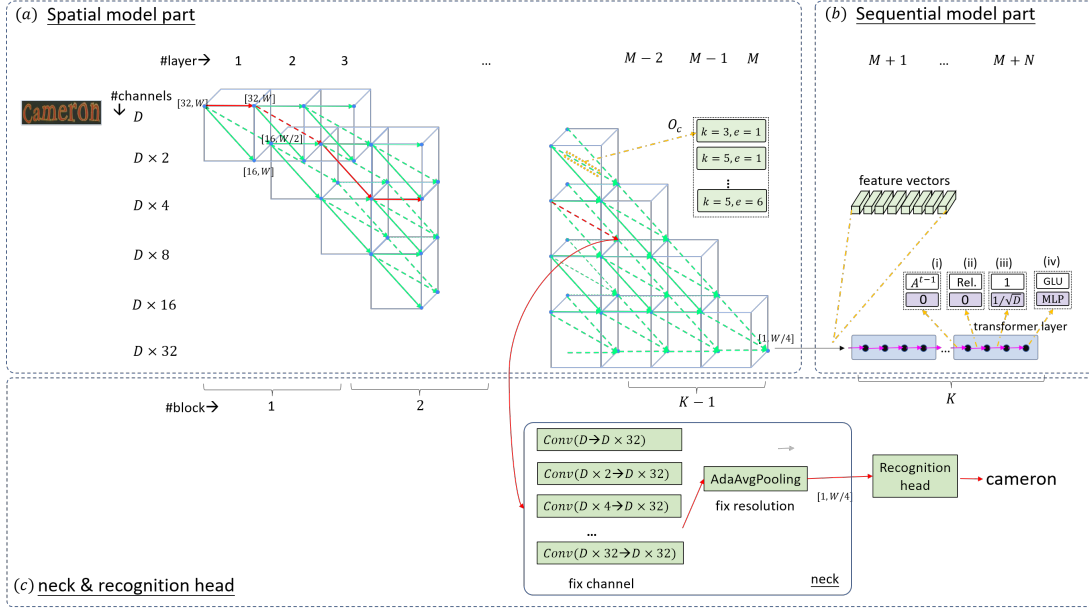 (a) Spatial model part
(b) Sequential model part
#layer→ 1 2 3 ... M − 2 M − 1 M
M + 1 ... M + N
#channels
↓
cameron
D
D × 2
D × 4
D × 8
D × 16
D × 32
[32,W]
[32,W]
[16,W/2]
[16,W]
O_c
k = 3, e = 1
k = 5, e = 1
⋮
k = 5, e = 6
[1,W/4]
feature vectors
(i) (ii) (iii) (iv)
A^{t−1} Rel. 1 GLU
0 0 1/√D MLP
transformer layer
...
#block→ 1 2 K − 1 K
Conv(D→D × 32)
Conv(D × 2→D × 32)
Conv(D × 4→D × 32)
...
Conv(D × 32→D × 32)
fix channel
AdaAvgPooling
fix resolution
[1,W/4]
Recognition
head
cameron
neck
(c) neck & recognition head